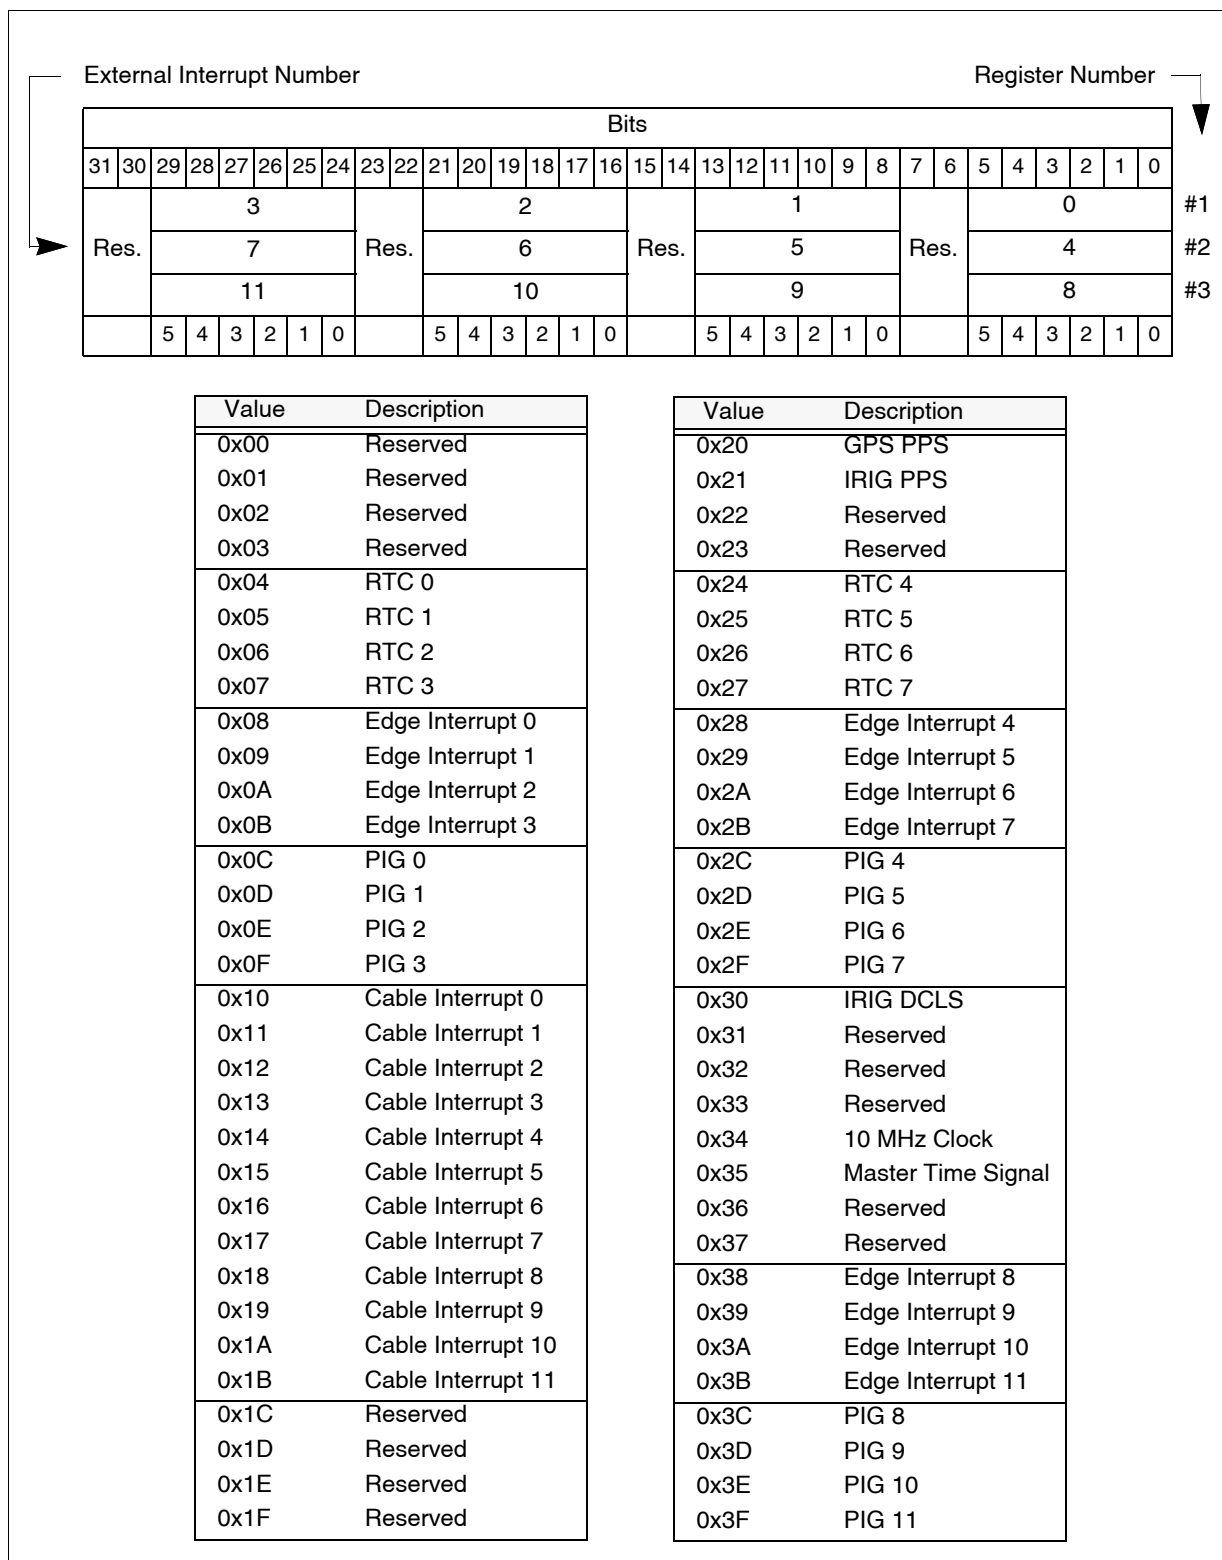 External Interrupt Number Register Number
Bits
31 30 29 28 27 26 25 24 23 22 21 20 19 18 17 16 15 14 13 12 11 10 9 8 7 6 5 4 3 2 1 0
3 2 1 0 #1
Res. 7 Res. 6 Res. 5 Res. 4 #2
11 10 9 8 #3
5 4 3 2 1 0 5 4 3 2 1 0 5 4 3 2 1 0 5 4 3 2 1 0
Value Description
0x00 Reserved
0x01 Reserved
0x02 Reserved
0x03 Reserved
0x04 RTC 0
0x05 RTC 1
0x06 RTC 2
0x07 RTC 3
0x08 Edge Interrupt 0
0x09 Edge Interrupt 1
0x0A Edge Interrupt 2
0x0B Edge Interrupt 3
0x0C PIG 0
0x0D PIG 1
0x0E PIG 2
0x0F PIG 3
0x10 Cable Interrupt 0
0x11 Cable Interrupt 1
0x12 Cable Interrupt 2
0x13 Cable Interrupt 3
0x14 Cable Interrupt 4
0x15 Cable Interrupt 5
0x16 Cable Interrupt 6
0x17 Cable Interrupt 7
0x18 Cable Interrupt 8
0x19 Cable Interrupt 9
0x1A Cable Interrupt 10
0x1B Cable Interrupt 11
0x1C Reserved
0x1D Reserved
0x1E Reserved
0x1F Reserved
Value Description
0x20 GPS PPS
0x21 IRIG PPS
0x22 Reserved
0x23 Reserved
0x24 RTC 4
0x25 RTC 5
0x26 RTC 6
0x27 RTC 7
0x28 Edge Interrupt 4
0x29 Edge Interrupt 5
0x2A Edge Interrupt 6
0x2B Edge Interrupt 7
0x2C PIG 4
0x2D PIG 5
0x2E PIG 6
0x2F PIG 7
0x30 IRIG DCLS
0x31 Reserved
0x32 Reserved
0x33 Reserved
0x34 10 MHz Clock
0x35 Master Time Signal
0x36 Reserved
0x37 Reserved
0x38 Edge Interrupt 8
0x39 Edge Interrupt 9
0x3A Edge Interrupt 10
0x3B Edge Interrupt 11
0x3C PIG 8
0x3D PIG 9
0x3E PIG 10
0x3F PIG 11